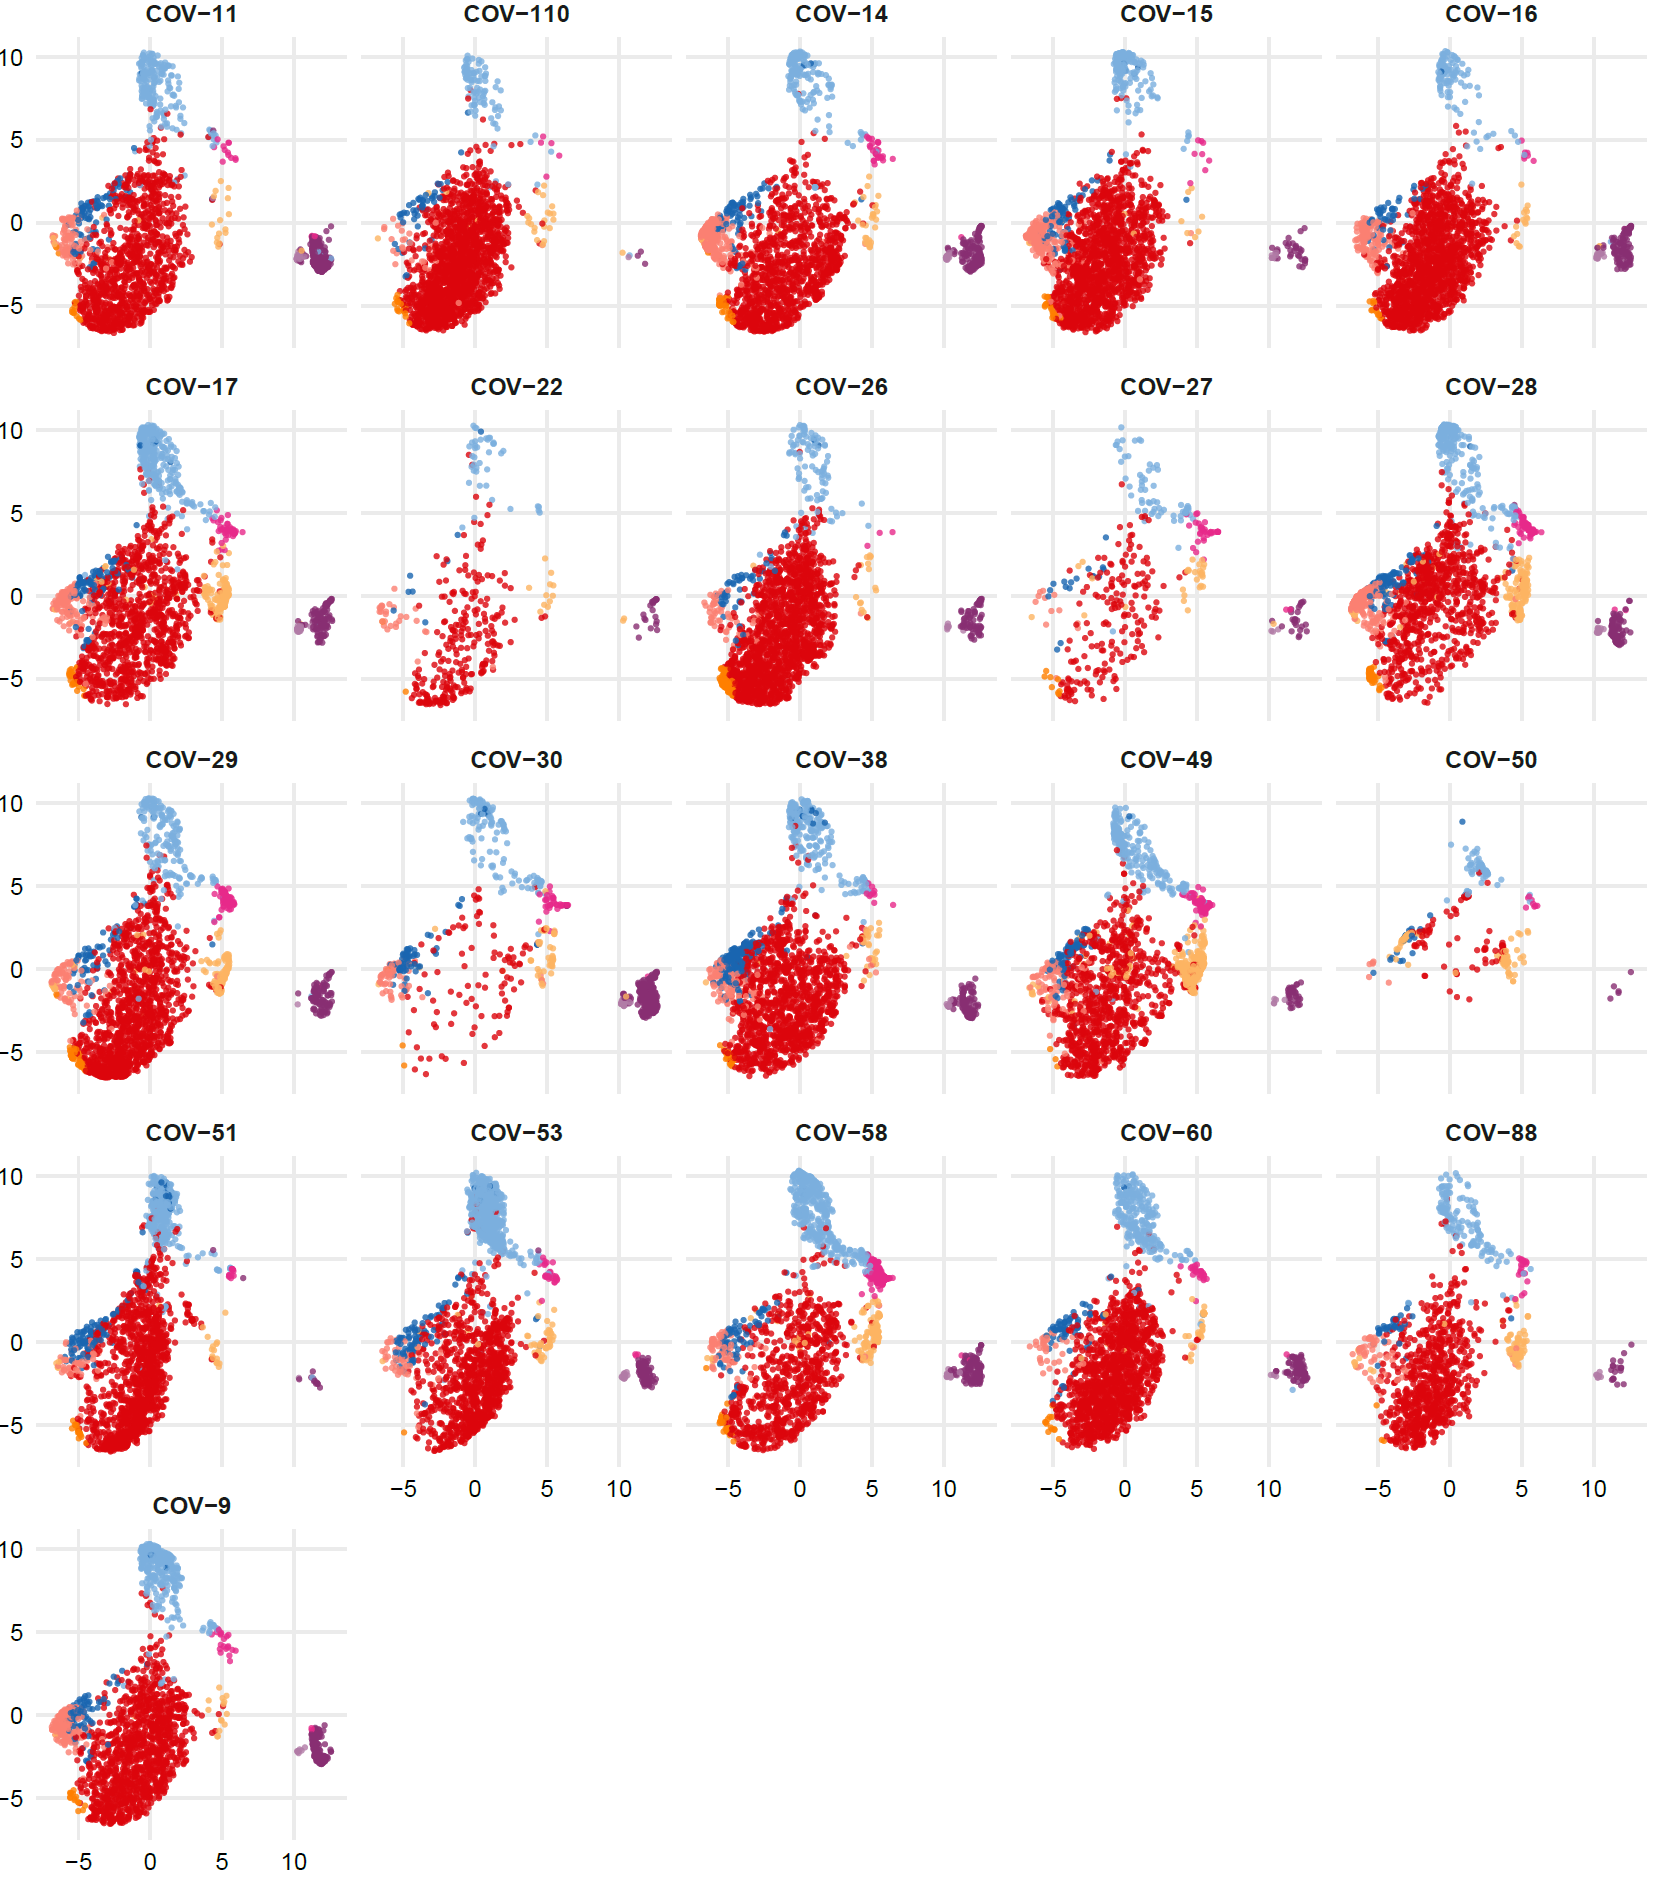 COV−11 COV−110 COV−14 COV−15 COV−16
10
5
0
−5
COV−17 COV−22 COV−26 COV−27 COV−28
10
5
0
−5
COV−29 COV−30 COV−38 COV−49 COV−50
10
5
0
−5
COV−51 COV−53 COV−58 COV−60 COV−88
10
5
0
−5
−5 0 5 10 −5 0 5 10 −5 0 5 10 −5 0 5 10
COV−9
10
5
0
−5
−5 0 5 10